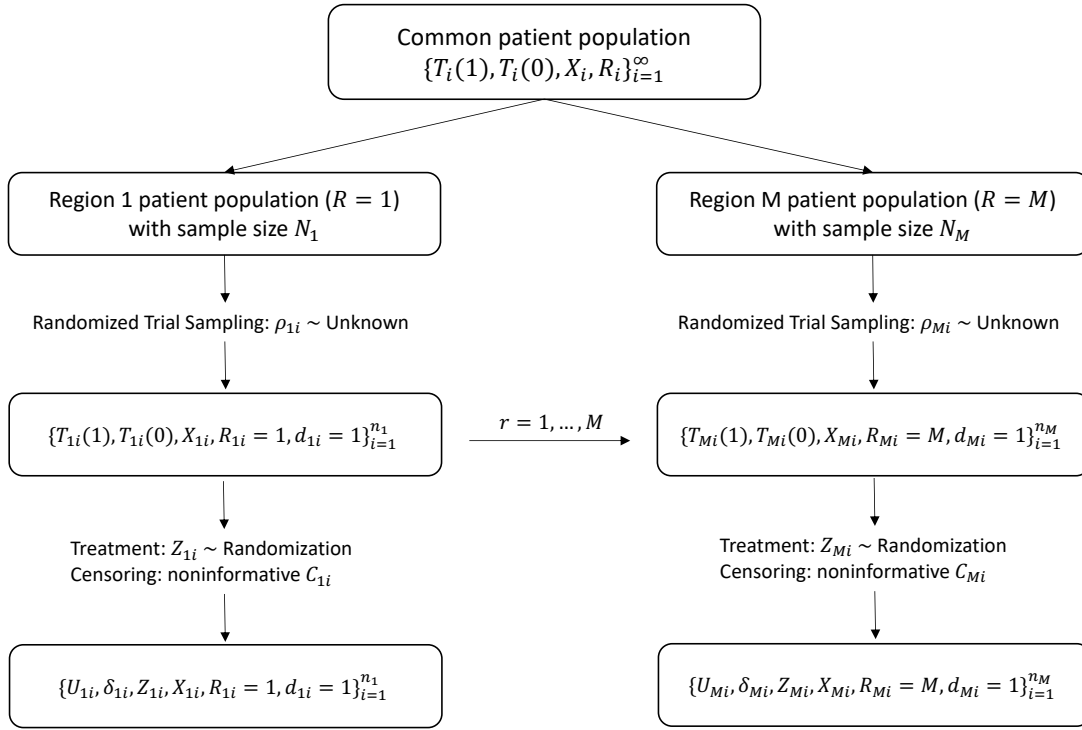 Common patient population
{T_i(1), T_i(0), X_i, R_i}_{i=1}^∞
Region 1 patient population (R = 1)
with sample size N_1
Region M patient population (R = M)
with sample size N_M
Randomized Trial Sampling: ρ_{1i} ~ Unknown
Randomized Trial Sampling: ρ_{Mi} ~ Unknown
{T_{1i}(1), T_{1i}(0), X_{1i}, R_{1i} = 1, d_{1i} = 1}_{i=1}^{n_1}
r = 1, …, M
{T_{Mi}(1), T_{Mi}(0), X_{Mi}, R_{Mi} = M, d_{Mi} = 1}_{i=1}^{n_M}
Treatment: Z_{1i} ~ Randomization
Censoring: noninformative C_{1i}
Treatment: Z_{Mi} ~ Randomization
Censoring: noninformative C_{Mi}
{U_{1i}, δ_{1i}, Z_{1i}, X_{1i}, R_{1i} = 1, d_{1i} = 1}_{i=1}^{n_1}
{U_{Mi}, δ_{Mi}, Z_{Mi}, X_{Mi}, R_{Mi} = M, d_{Mi} = 1}_{i=1}^{n_M}